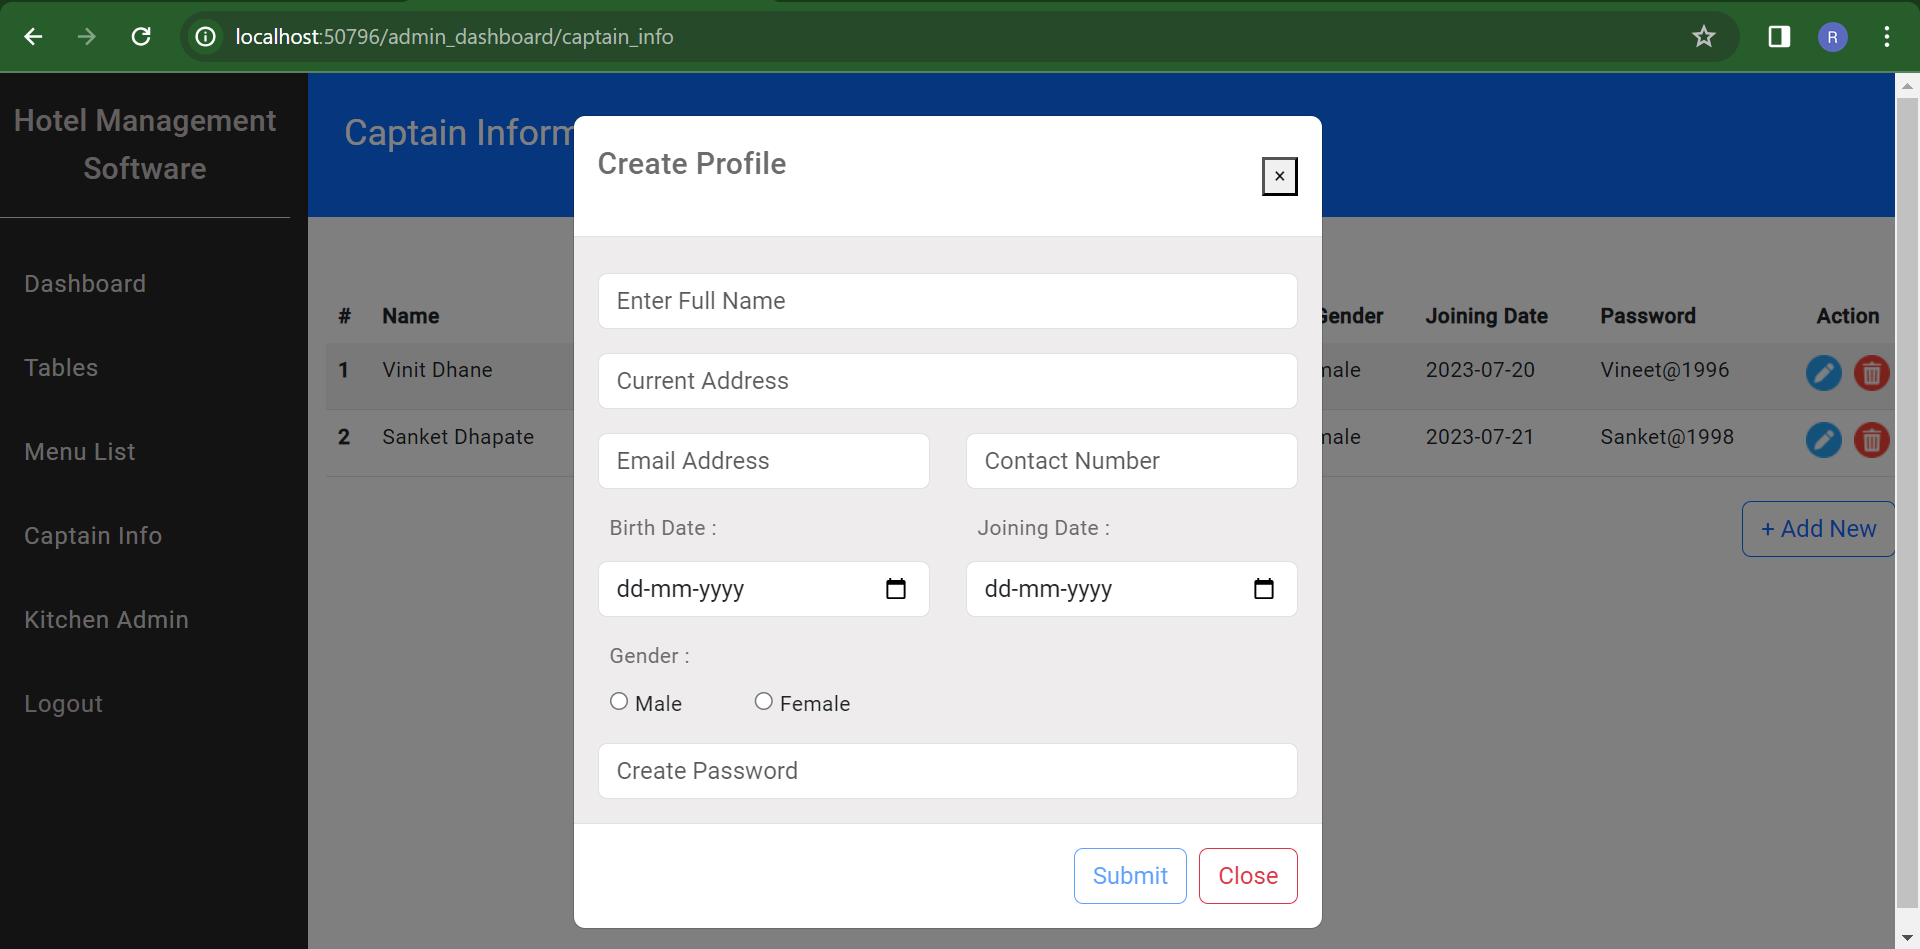 localhost:50796/admin_dashboard/captain_info
R
Hotel Management
Software
Dashboard
Tables
Menu List
Captain Info
Kitchen Admin
Logout
Captain Inform
# Name Gender Joining Date Password Action
1 Vinit Dhane male 2023-07-20 Vineet@1996
2 Sanket Dhapate male 2023-07-21 Sanket@1998
+ Add New
Create Profile
×
Enter Full Name
Current Address
Email Address Contact Number
Birth Date : Joining Date :
dd-mm-yyyy dd-mm-yyyy
Gender :
Male Female
Create Password
Submit Close